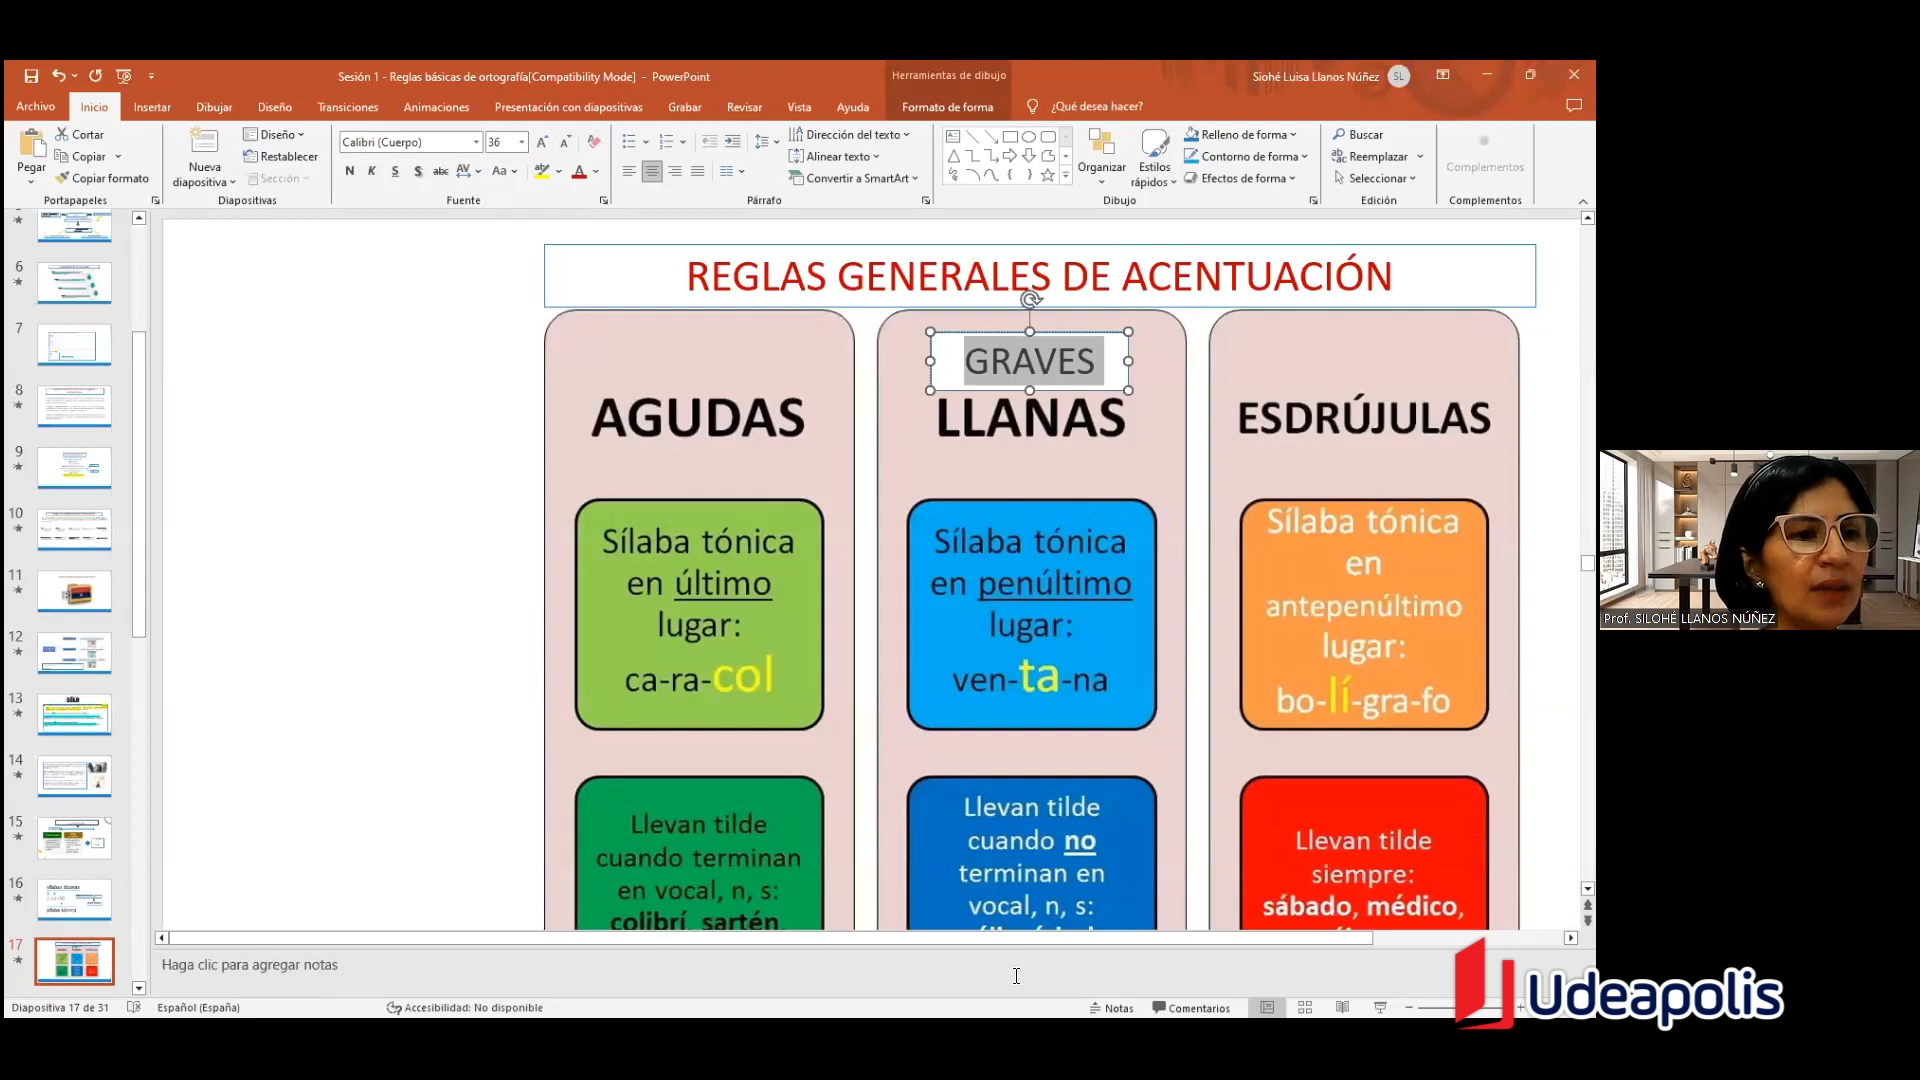 Sesión 1 - Reglas básicas de ortografía[Compatibility Mode] - PowerPoint
Herramientas de dibujo
Siohé Luisa Llanos Núñez
SL
Archivo
Inicio
Insertar
Dibujar
Diseño
Transiciones
Animaciones
Presentación con diapositivas
Grabar
Revisar
Vista
Ayuda
Formato de forma
¿Qué desea hacer?
Pegar
Cortar
Copiar
Copiar formato
Portapapeles
Nueva
diapositiva
Diseño
Restablecer
Sección
Diapositivas
Calibri (Cuerpo)
36
N K S S abc AV Aa A
Fuente
Dirección del texto
Alinear texto
Convertir a SmartArt
Párrafo
Organizar
Estilos
rápidos
Relleno de forma
Contorno de forma
Efectos de forma
Dibujo
Buscar
Reemplazar
Seleccionar
Edición
Complementos
Complementos
6
7
8
9
10
11
12
13
SÓLO
14
15
16
17
REGLAS GENERALES DE ACENTUACIÓN
AGUDAS
Sílaba tónica
en último
lugar:
ca-ra-col
Llevan tilde
cuando terminan
en vocal, n, s:
colibrí, sartén,
GRAVES
LLANAS
Sílaba tónica
en penúltimo
lugar:
ven-ta-na
Llevan tilde
cuando no
terminan en
vocal, n, s:
ESDRÚJULAS
Sílaba tónica
en
antepenúltimo
lugar:
bo-lí-gra-fo
Llevan tilde
siempre:
sábado, médico,
Prof. SILOHÉ LLANOS NÚÑEZ
Haga clic para agregar notas
Diapositiva 17 de 31
Español (España)
Accesibilidad: No disponible
Notas
Comentarios
Udeapolis